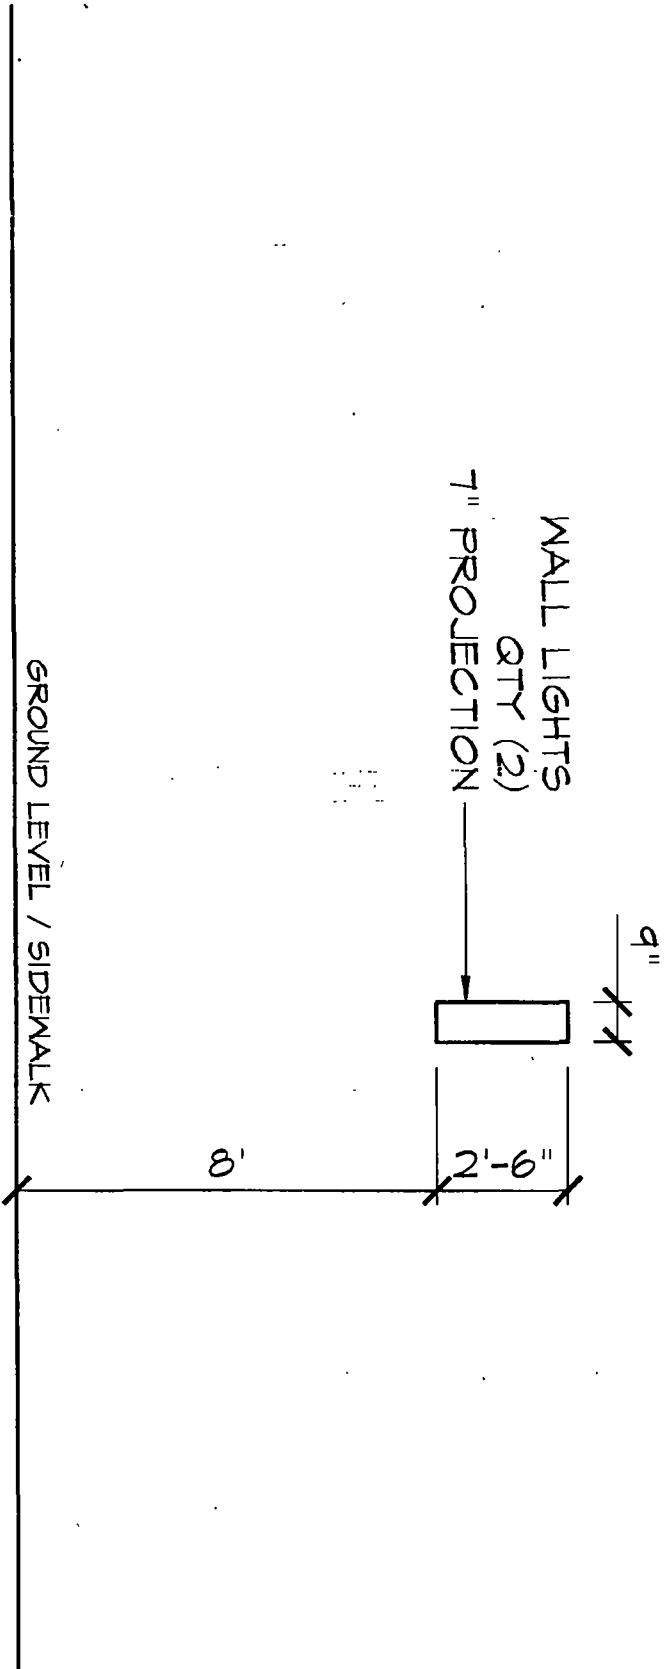 9"
WALL LIGHTS
QTY (2)
7" PROJECTION
2'-6"
8'
GROUND LEVEL / SIDEWALK